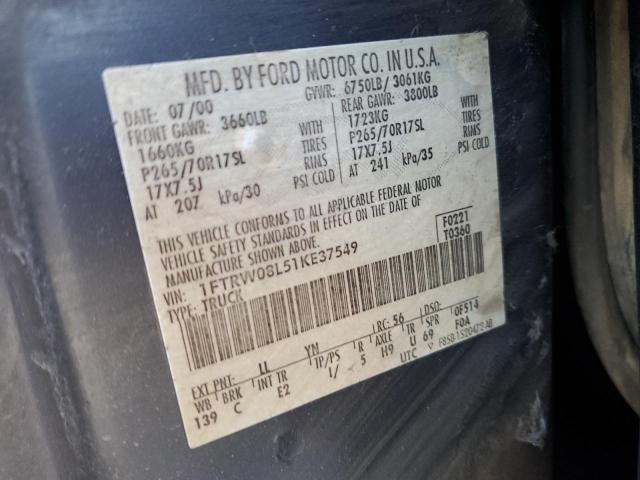 MFD. BY FORD MOTOR CO. IN U.S.A.
DATE: 07/00 GVWR: 6750LB/ 3061KG
FRONT GAWR: 3660LB REAR GAWR: 3800LB
1660KG WITH 1723KG WITH
P265/70R17SL TIRES P265/70R17SL TIRES
17X7.5J RIMS 17X7.5J RIMS
AT 207 kPa/30 PSI COLD AT 241 kPa/35 PSI COLD
THIS VEHICLE CONFORMS TO ALL APPLICABLE FEDERAL MOTOR
VEHICLE SAFETY STANDARDS IN EFFECT ON THE DATE OF
MANUFACTURE SHOWN ABOVE.
F0221
T0360
VIN: 1FTRW08L51KE37549
TYPE: TRUCK
EXT PNT: LL YN RC: 56 DSO: 0F514
WB BRK INT TR TP/PS R AXLE TR SPR F0A
139 C E2 1/ 5 H9 U 69
UTC V